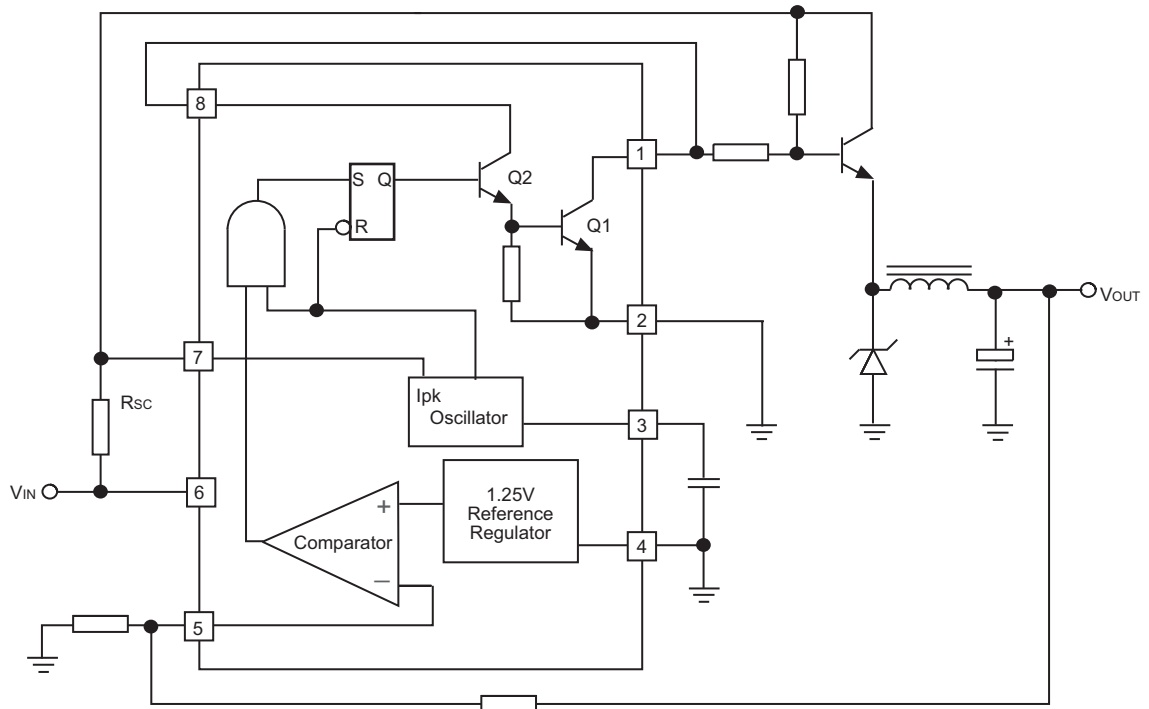 8
1
S Q
Q2
R
Q1
2
7
Ipk
Oscillator
RSC
3
VOUT
+
VIN
6
1.25V
Reference
Regulator
+
Comparator
−
4
5